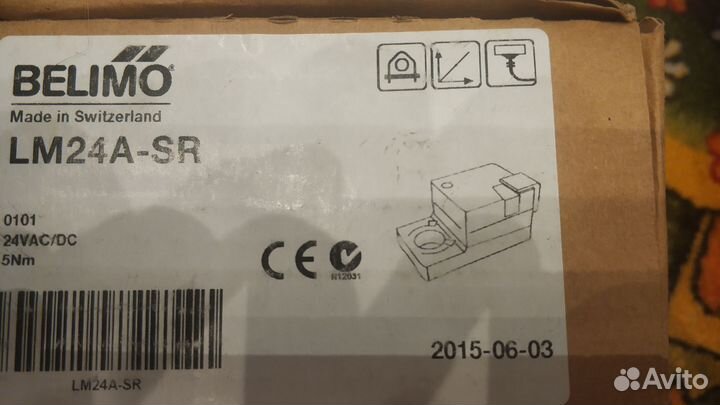 BELIMO®
Made in Switzerland
LM24A-SR
0101
24VAC/DC
5Nm
CE
N12031
2015-06-03
LM24A-SR
Avito